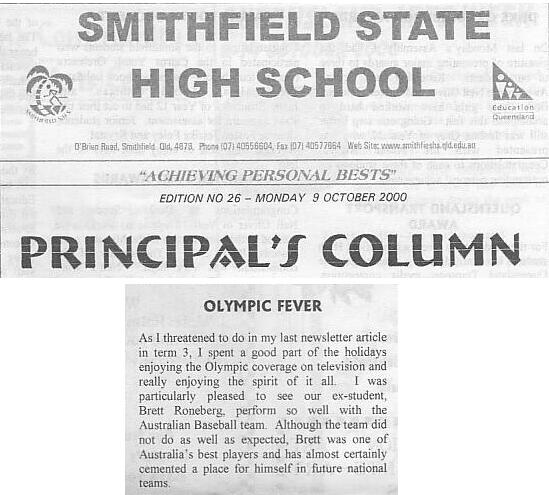 SMITHFIELD STATE
HIGH SCHOOL
SMITHFIELD SHS
Education
Queensland
O'Brien Road, Smithfield Qld, 4878, Phone (07) 40556604, Fax (07) 40577664 Web Site: www.smithfieshs.qld.edu.au
"ACHIEVING PERSONAL BESTS"
EDITION NO 26 – MONDAY 9 OCTOBER 2000
PRINCIPAL'S COLUMN
OLYMPIC FEVER
As I threatened to do in my last newsletter article
in term 3, I spent a good part of the holidays
enjoying the Olympic coverage on television and
really enjoying the spirit of it all. I was
particularly pleased to see our ex-student,
Brett Roneberg, perform so well with the
Australian Baseball team. Although the team did
not do as well as expected, Brett was one of
Australia's best players and has almost certainly
cemented a place for himself in future national
teams.